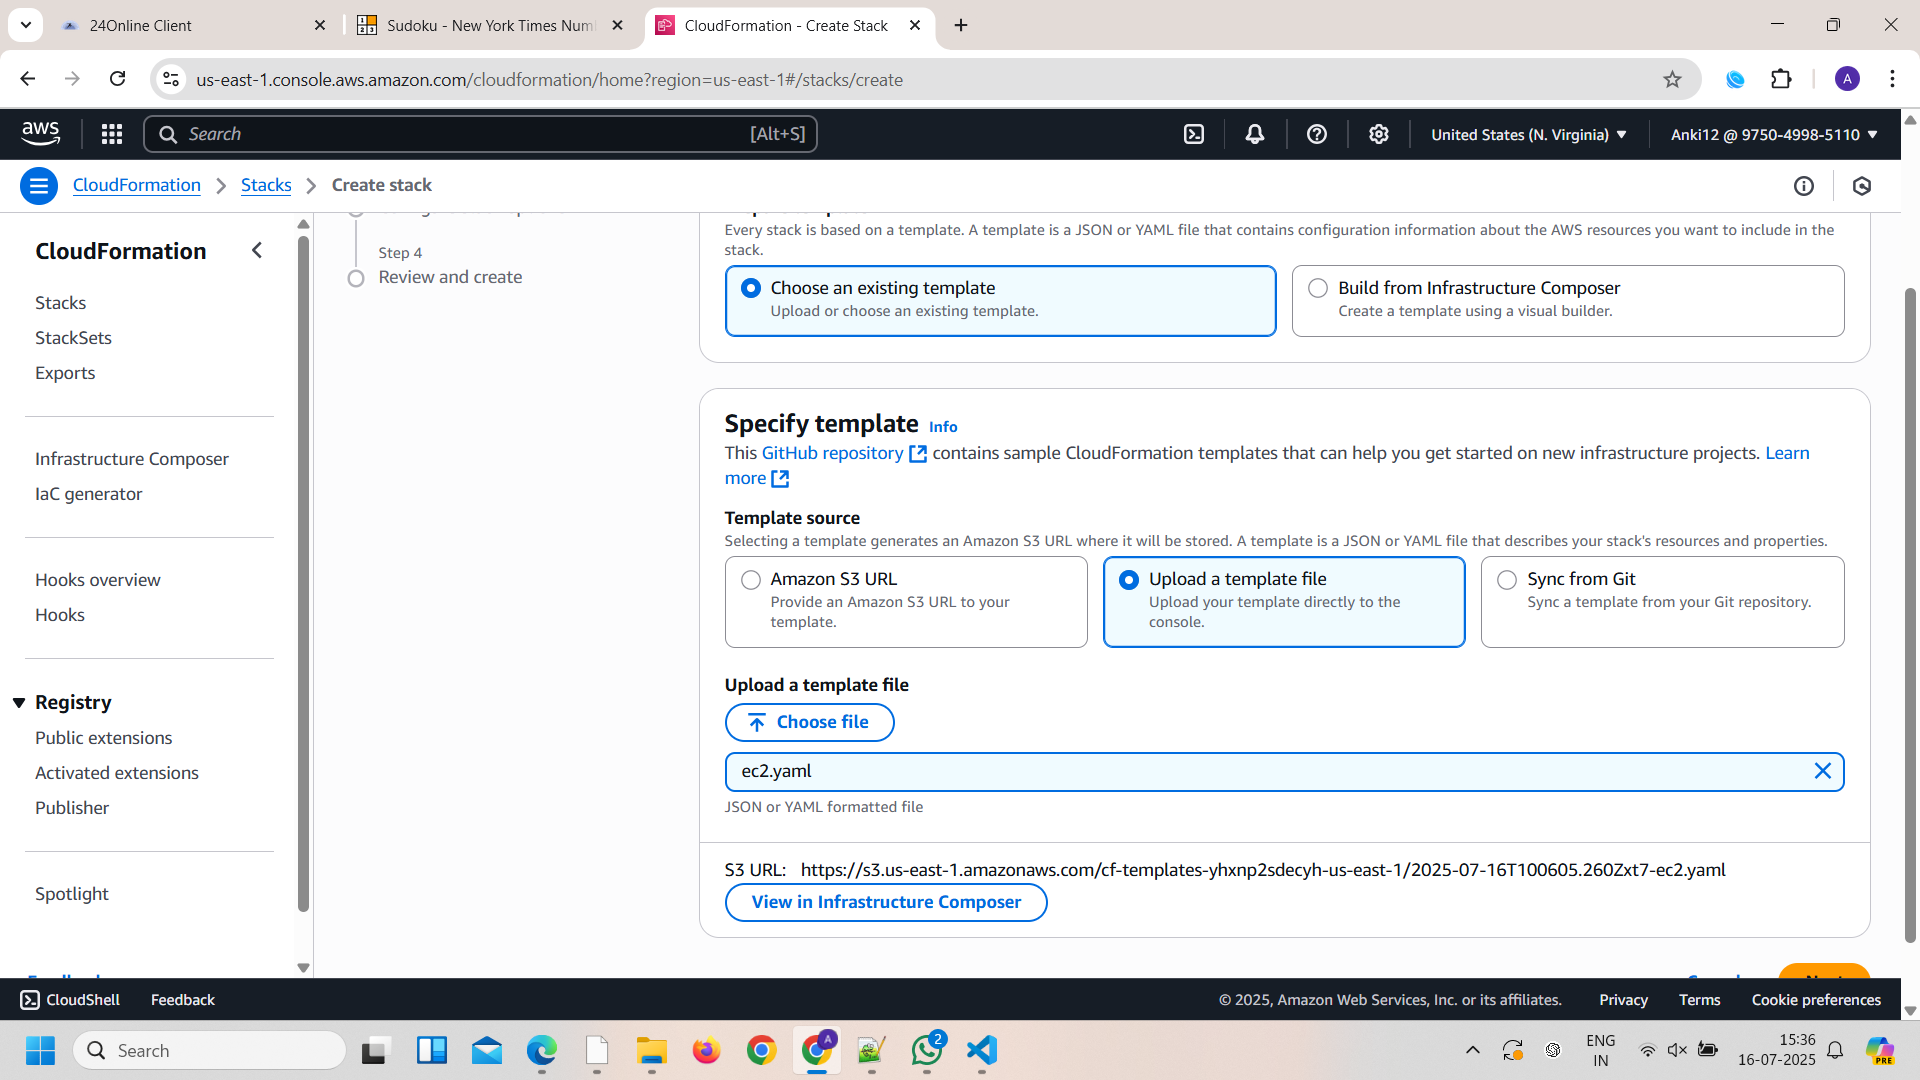 24Online Client
Sudoku - New York Times Num
CloudFormation - Create Stack
us-east-1.console.aws.amazon.com/cloudformation/home?region=us-east-1#/stacks/create
A
aws
Search
[Alt+S]
United States (N. Virginia)
Anki12 @ 9750-4998-5110
CloudFormation
Stacks
Create stack
CloudFormation
Stacks
StackSets
Exports
Infrastructure Composer
IaC generator
Hooks overview
Hooks
Registry
Public extensions
Activated extensions
Publisher
Spotlight
Step 4
Review and create
Every stack is based on a template. A template is a JSON or YAML file that contains configuration information about the AWS resources you want to include in the
stack.
Choose an existing template
Upload or choose an existing template.
Build from Infrastructure Composer
Create a template using a visual builder.
Specify template Info
This GitHub repository contains sample CloudFormation templates that can help you get started on new infrastructure projects. Learn
more
Template source
Selecting a template generates an Amazon S3 URL where it will be stored. A template is a JSON or YAML file that describes your stack's resources and properties.
Amazon S3 URL
Provide an Amazon S3 URL to your
template.
Upload a template file
Upload your template directly to the
console.
Sync from Git
Sync a template from your Git repository.
Upload a template file
Choose file
ec2.yaml
JSON or YAML formatted file
S3 URL: https://s3.us-east-1.amazonaws.com/cf-templates-yhxnp2sdecyh-us-east-1/2025-07-16T100605.260Zxt7-ec2.yaml
View in Infrastructure Composer
CloudShell
Feedback
© 2025, Amazon Web Services, Inc. or its affiliates.
Privacy
Terms
Cookie preferences
Search
A
2
ENG
IN
15:36
16-07-2025
PRE